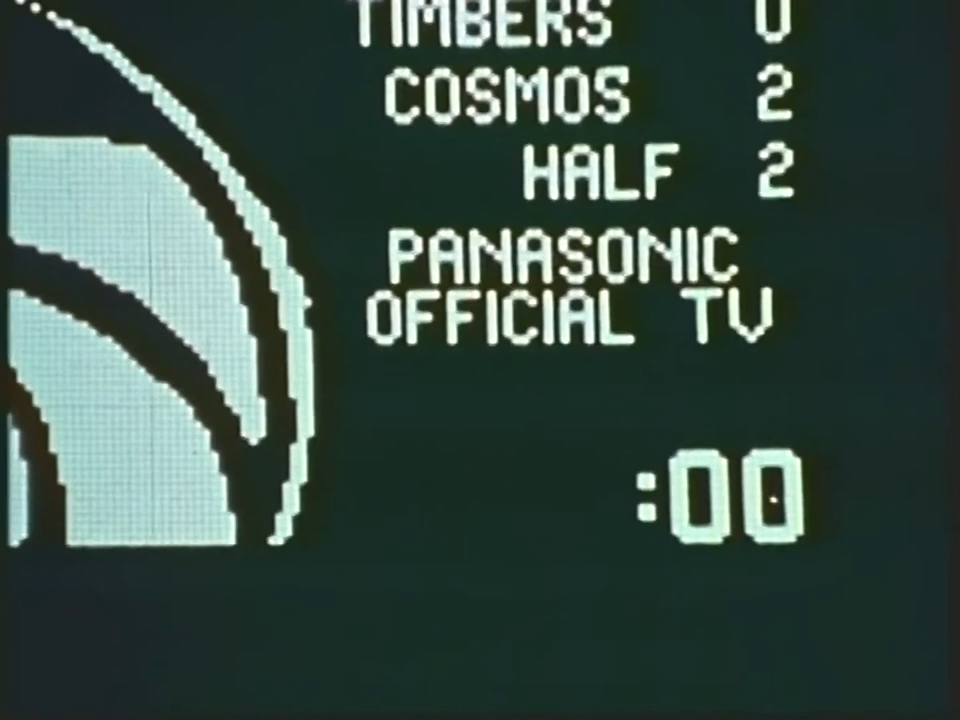 TIMBERS 0
COSMOS 2
HALF 2
PANASONIC
OFFICIAL TV
:00